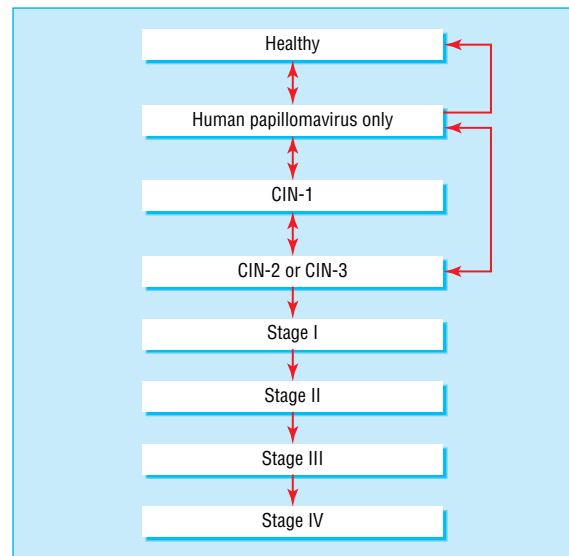 Healthy
Human papillomavirus only
CIN-1
CIN-2 or CIN-3
Stage I
Stage II
Stage III
Stage IV